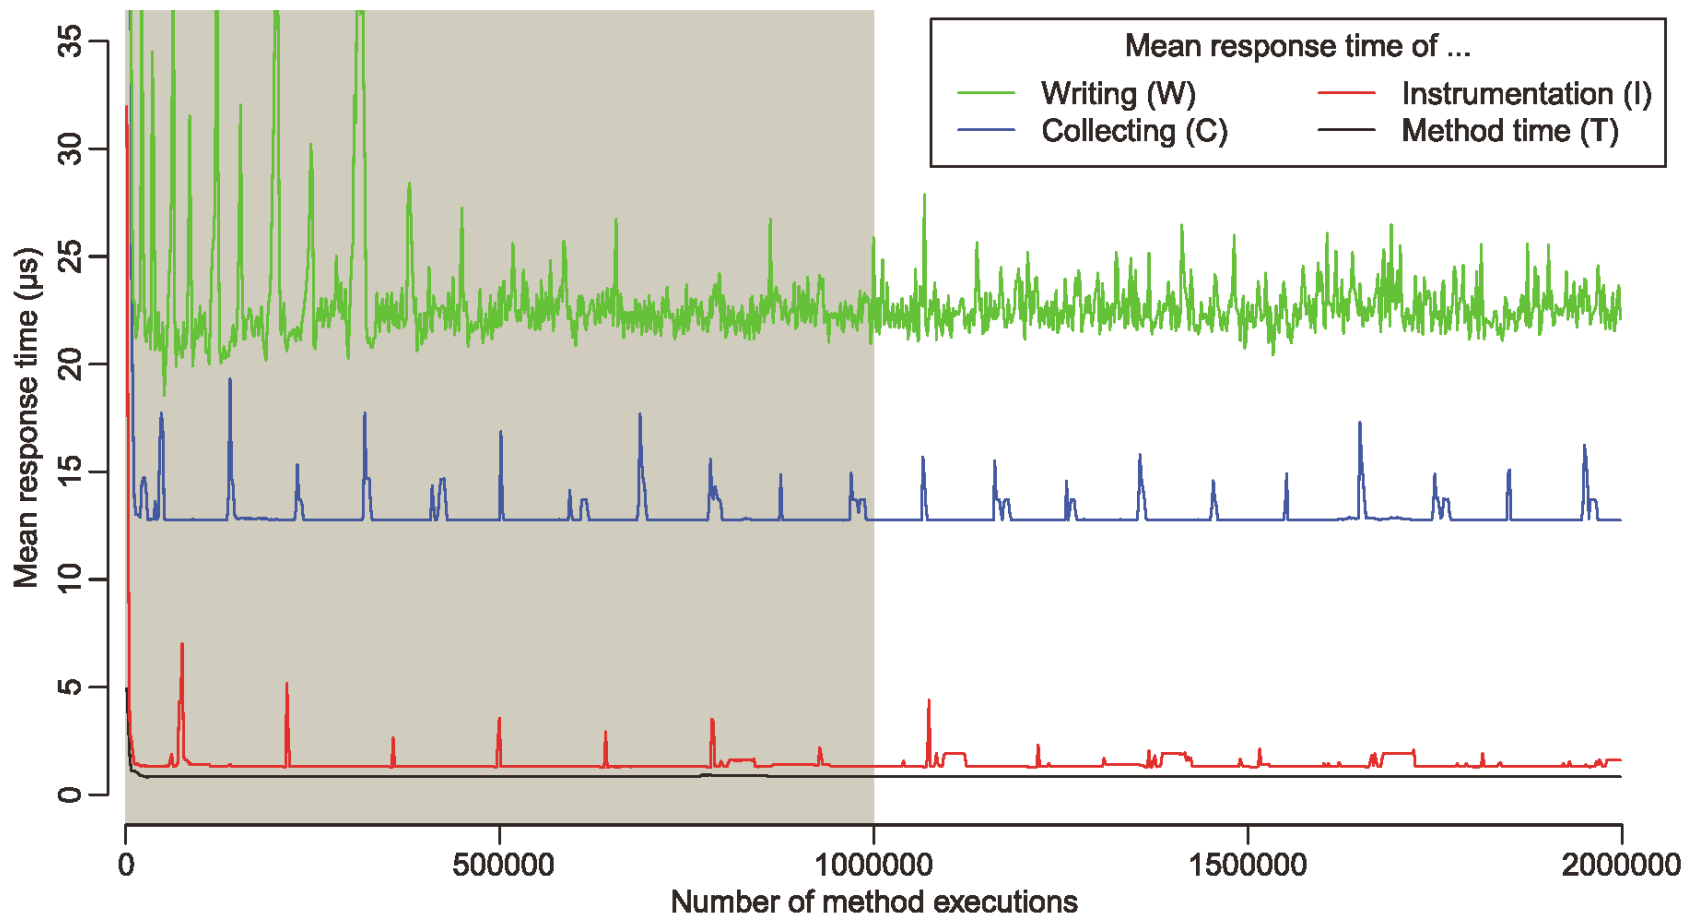 Mean response time of ...
Writing (W)
Instrumentation (I)
Collecting (C)
Method time (T)
Mean response time (µs)
35
30
25
20
15
10
5
0
0 500000 1000000 1500000 2000000
Number of method executions